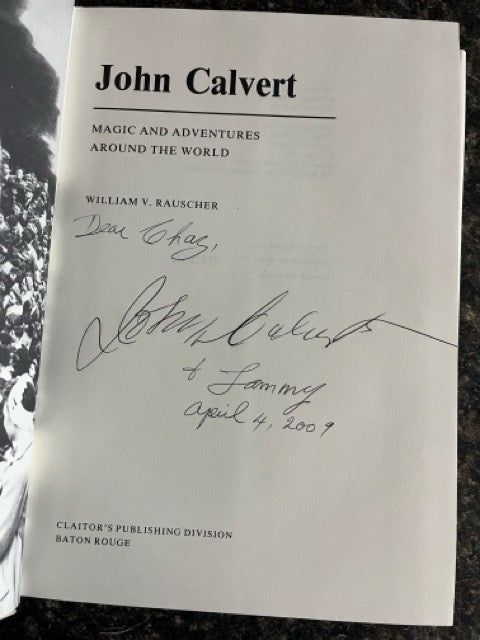 John Calvert
MAGIC AND ADVENTURES
AROUND THE WORLD
WILLIAM V. RAUSCHER
Dear Chaz,
John Calvert
+ Tammy
April 4, 2009
CLAITOR'S PUBLISHING DIVISION
BATON ROUGE